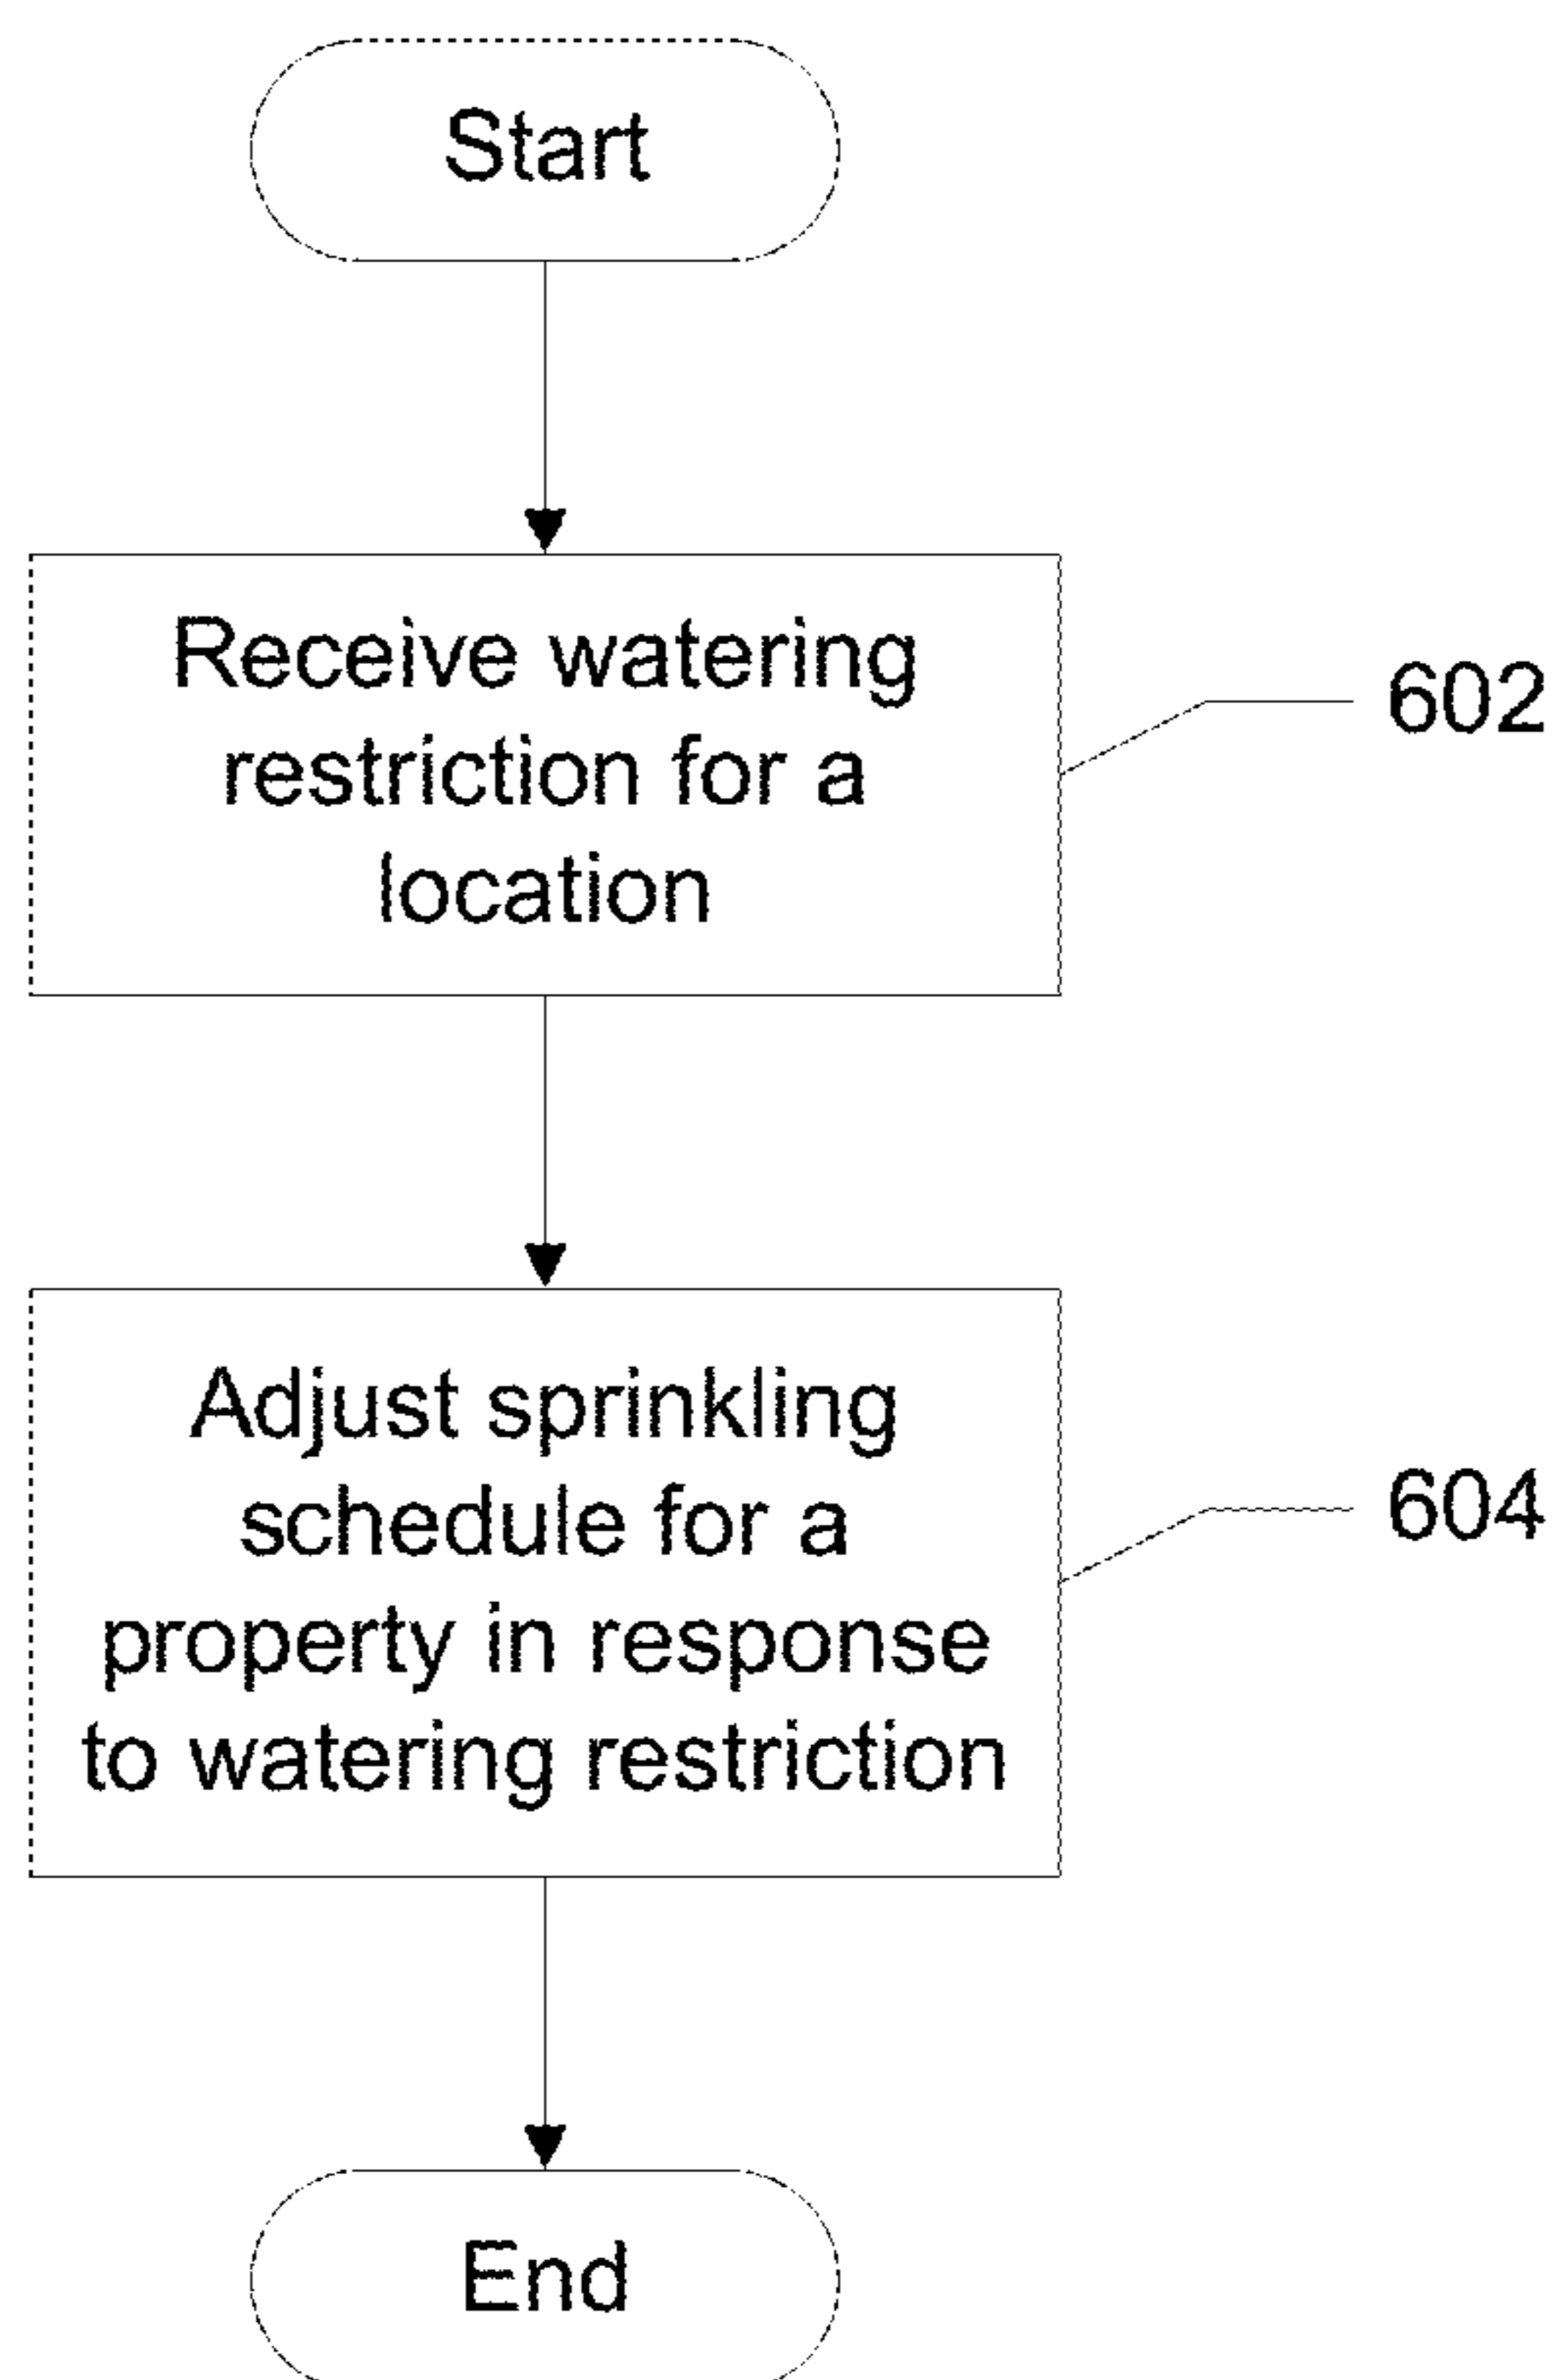 Start
Receive watering
restriction for a
location
602
Adjust sprinkling
schedule for a
property in response
to watering restriction
604
End